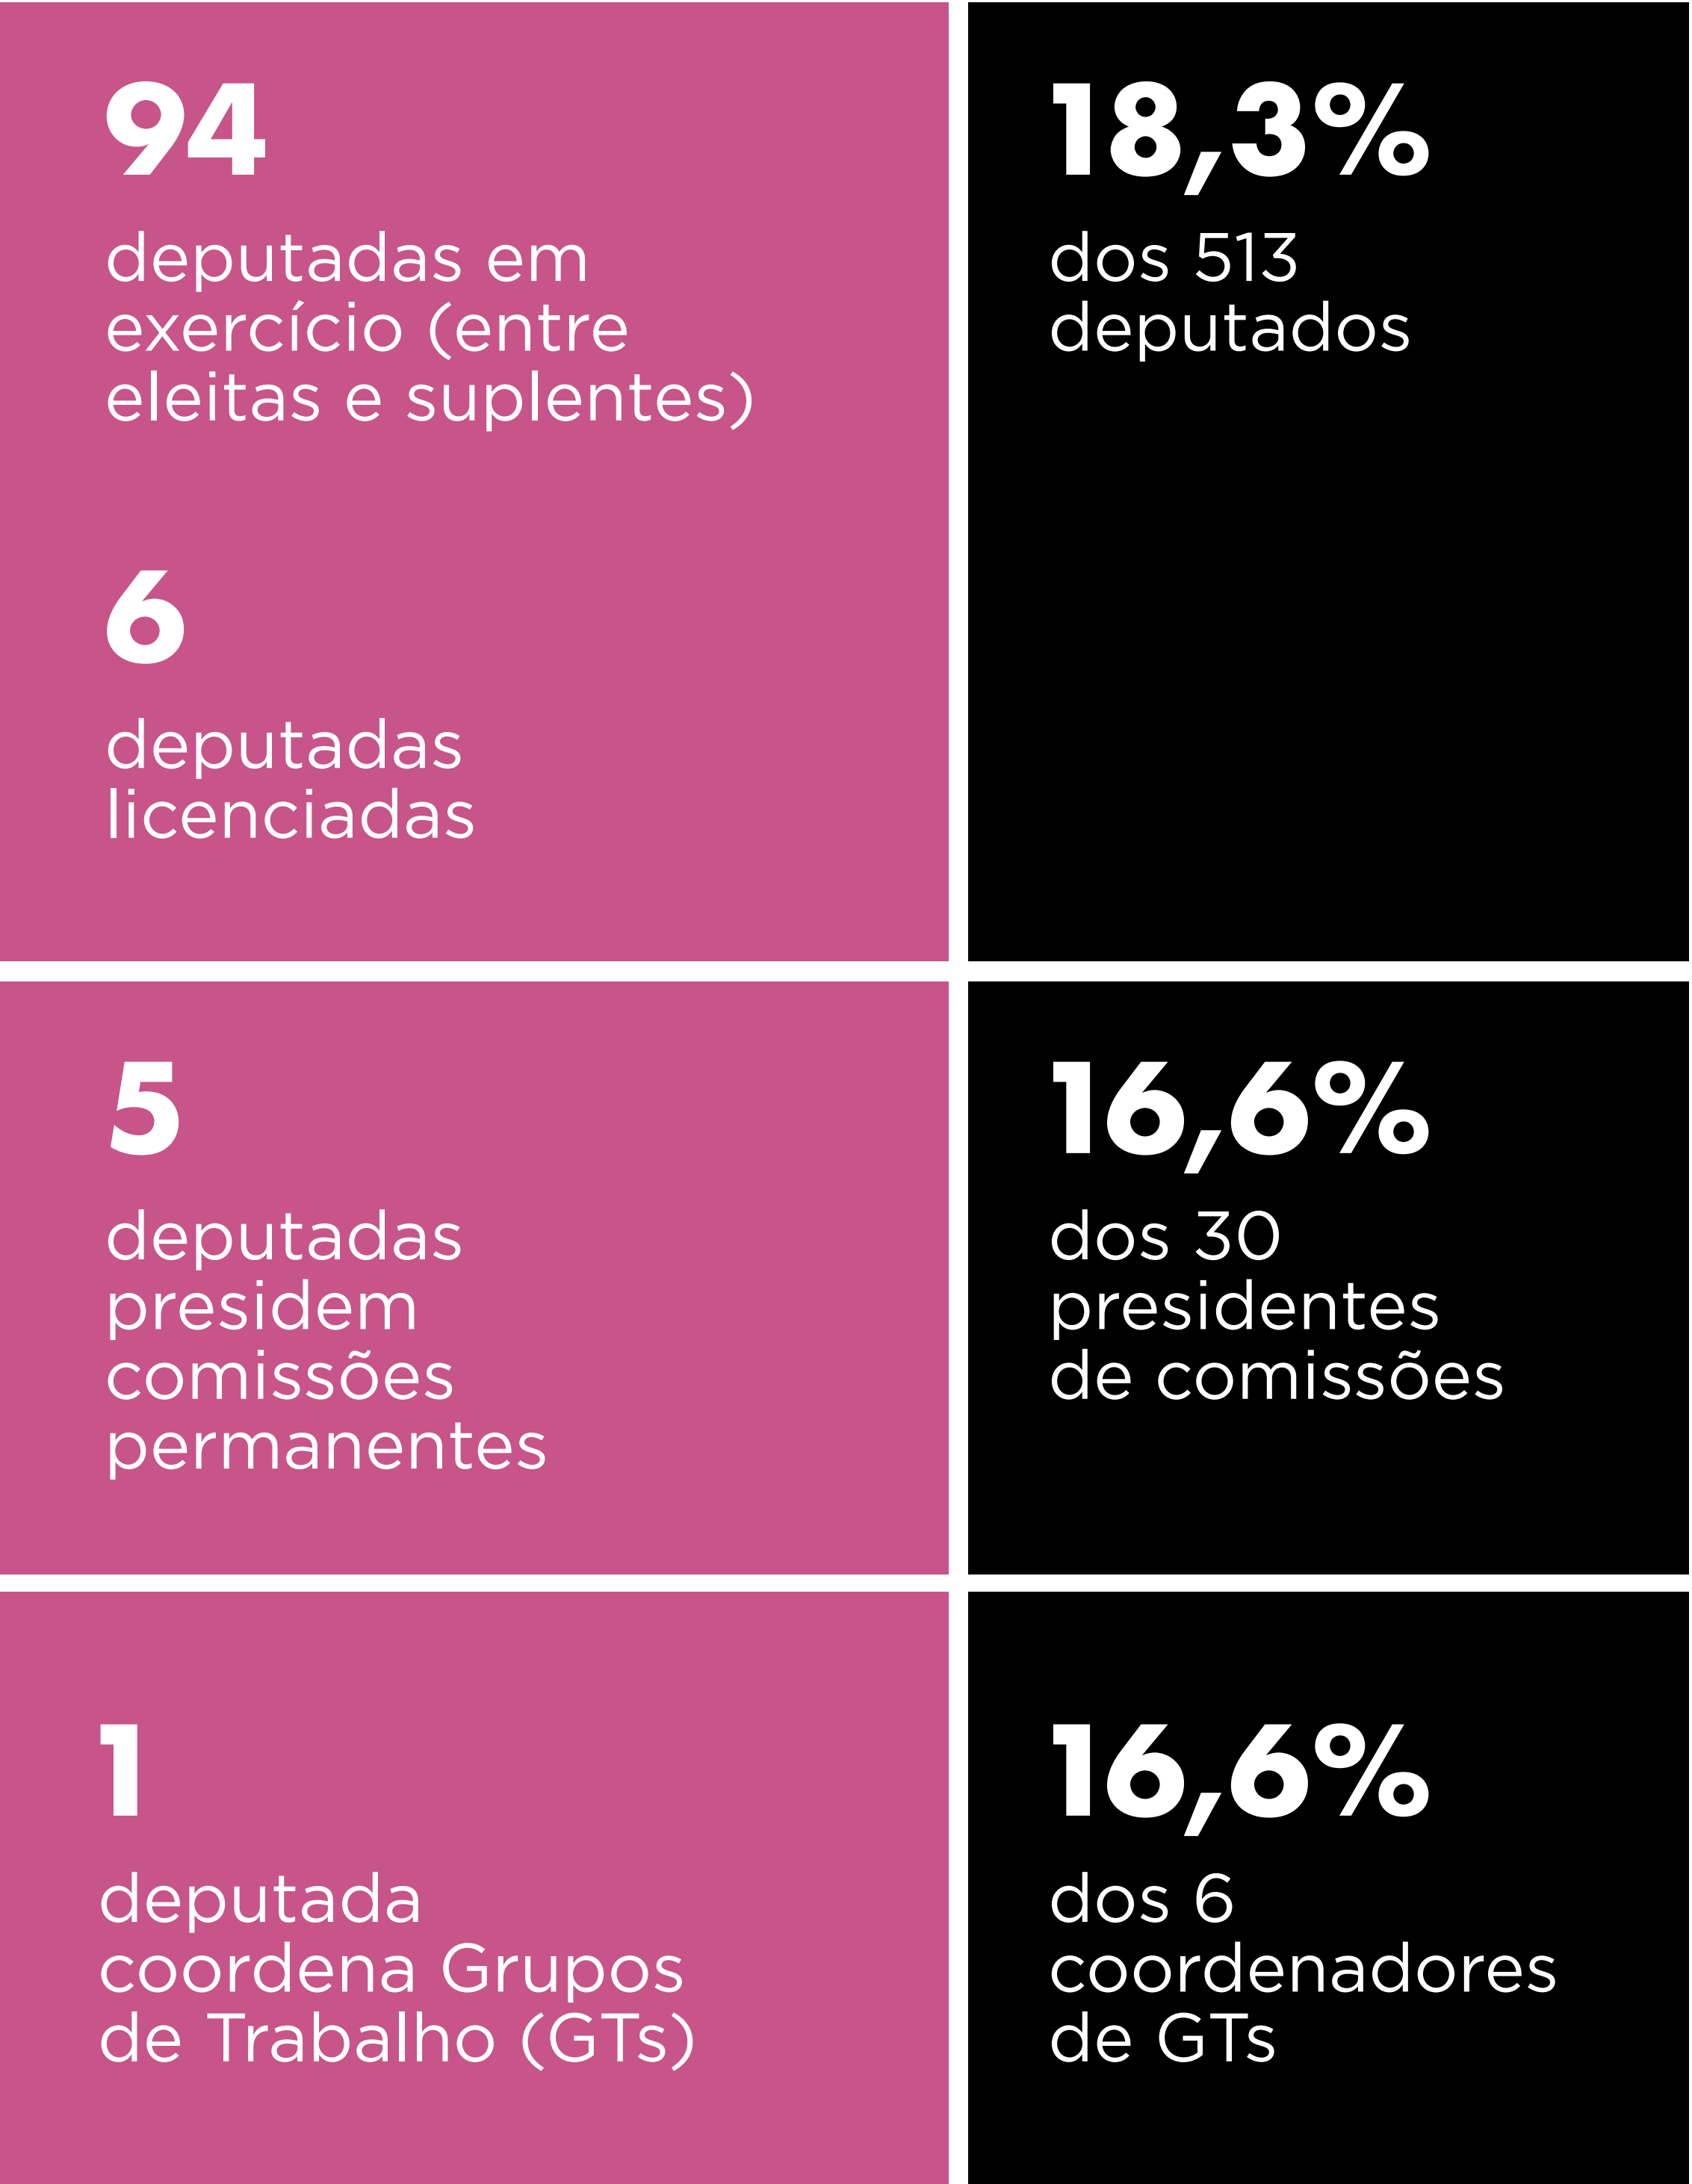 94
deputadas em
exercício (entre
eleitas e suplentes)
6
deputadas
licenciadas
18,3%
dos 513
deputados
5
deputadas
presidem
comissões
permanentes
16,6%
dos 30
presidentes
de comissões
1
deputada
coordena Grupos
de Trabalho (GTs)
16,6%
dos 6
coordenadores
de GTs